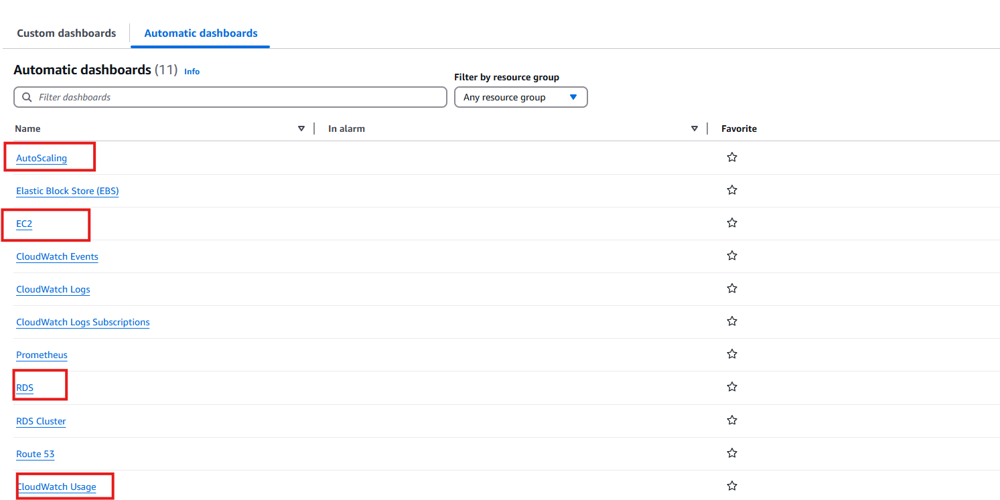 Custom dashboards
Automatic dashboards
Automatic dashboards (11) Info
Filter by resource group
Filter dashboards
Any resource group
Name
In alarm
Favorite
AutoScaling
Elastic Block Store (EBS)
EC2
CloudWatch Events
CloudWatch Logs
CloudWatch Logs Subscriptions
Prometheus
RDS
RDS Cluster
Route 53
CloudWatch Usage